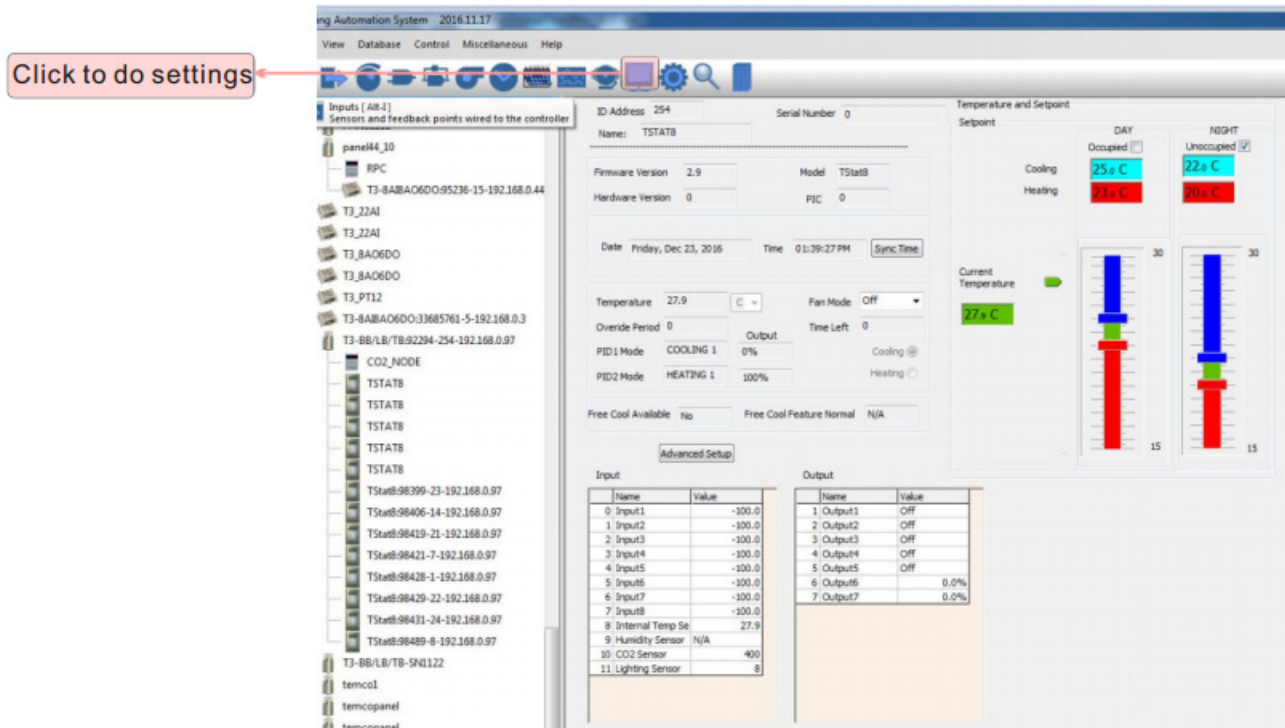 ing Automation System 2016.11.17
View Database Control Miscellaneous Help
Click to do settings
Inputs [ Alt-I ]
Sensors and feedback points wired to the controller
panel44_10
RPC
T3-8AIBAO6DO:95236-15-192.168.0.44
T3_22AI
T3_22AI
T3_8AO6DO
T3_8AO6DO
T3_PT12
T3-8AIBAO6DO:33685761-5-192.168.0.3
T3-BB/LB/TB:92294-254-192.168.0.97
CO2_NODE
TSTAT8
TSTAT8
TSTAT8
TSTAT8
TSTAT8
TStat8:98399-23-192.168.0.97
TStat8:98406-14-192.168.0.97
TStat8:98419-21-192.168.0.97
TStat8:98421-7-192.168.0.97
TStat8:98428-1-192.168.0.97
TStat8:98429-22-192.168.0.97
TStat8:98431-24-192.168.0.97
TStat8:98489-8-192.168.0.97
T3-BB/LB/TB-SN1122
temco1
temcopanel
temcopanel
ID Address 254 Serial Number 0
Name: TSTAT8
Firmware Version 2.9 Model TStat8
Hardware Version 0 PIC 0
Date Friday, Dec 23, 2016 Time 01:39:27 PM Sync Time
Temperature 27.9 C Fan Mode Off
Overide Period 0 Time Left 0
Output
PID1 Mode COOLING 1 0% Cooling
PID2 Mode HEATING 1 100% Heating
Free Cool Available No Free Cool Feature Normal N/A
Advanced Setup
Input
Name Value
0 Input1 -100.0
1 Input2 -100.0
2 Input3 -100.0
3 Input4 -100.0
4 Input5 -100.0
5 Input6 -100.0
6 Input7 -100.0
7 Input8 -100.0
8 Internal Temp Se 27.9
9 Humidity Sensor N/A
10 CO2 Sensor 400
11 Lighting Sensor 8
Output
Name Value
1 Output1 Off
2 Output2 Off
3 Output3 Off
4 Output4 Off
5 Output5 Off
6 Output6 0.0%
7 Output7 0.0%
Temperature and Setpoint
Setpoint
DAY NIGHT
Occupied Unoccupied
Cooling 25.0 C 22.0 C
Heating 23.0 C 20.0 C
30 30
Current
Temperature
27.9 C
15 15